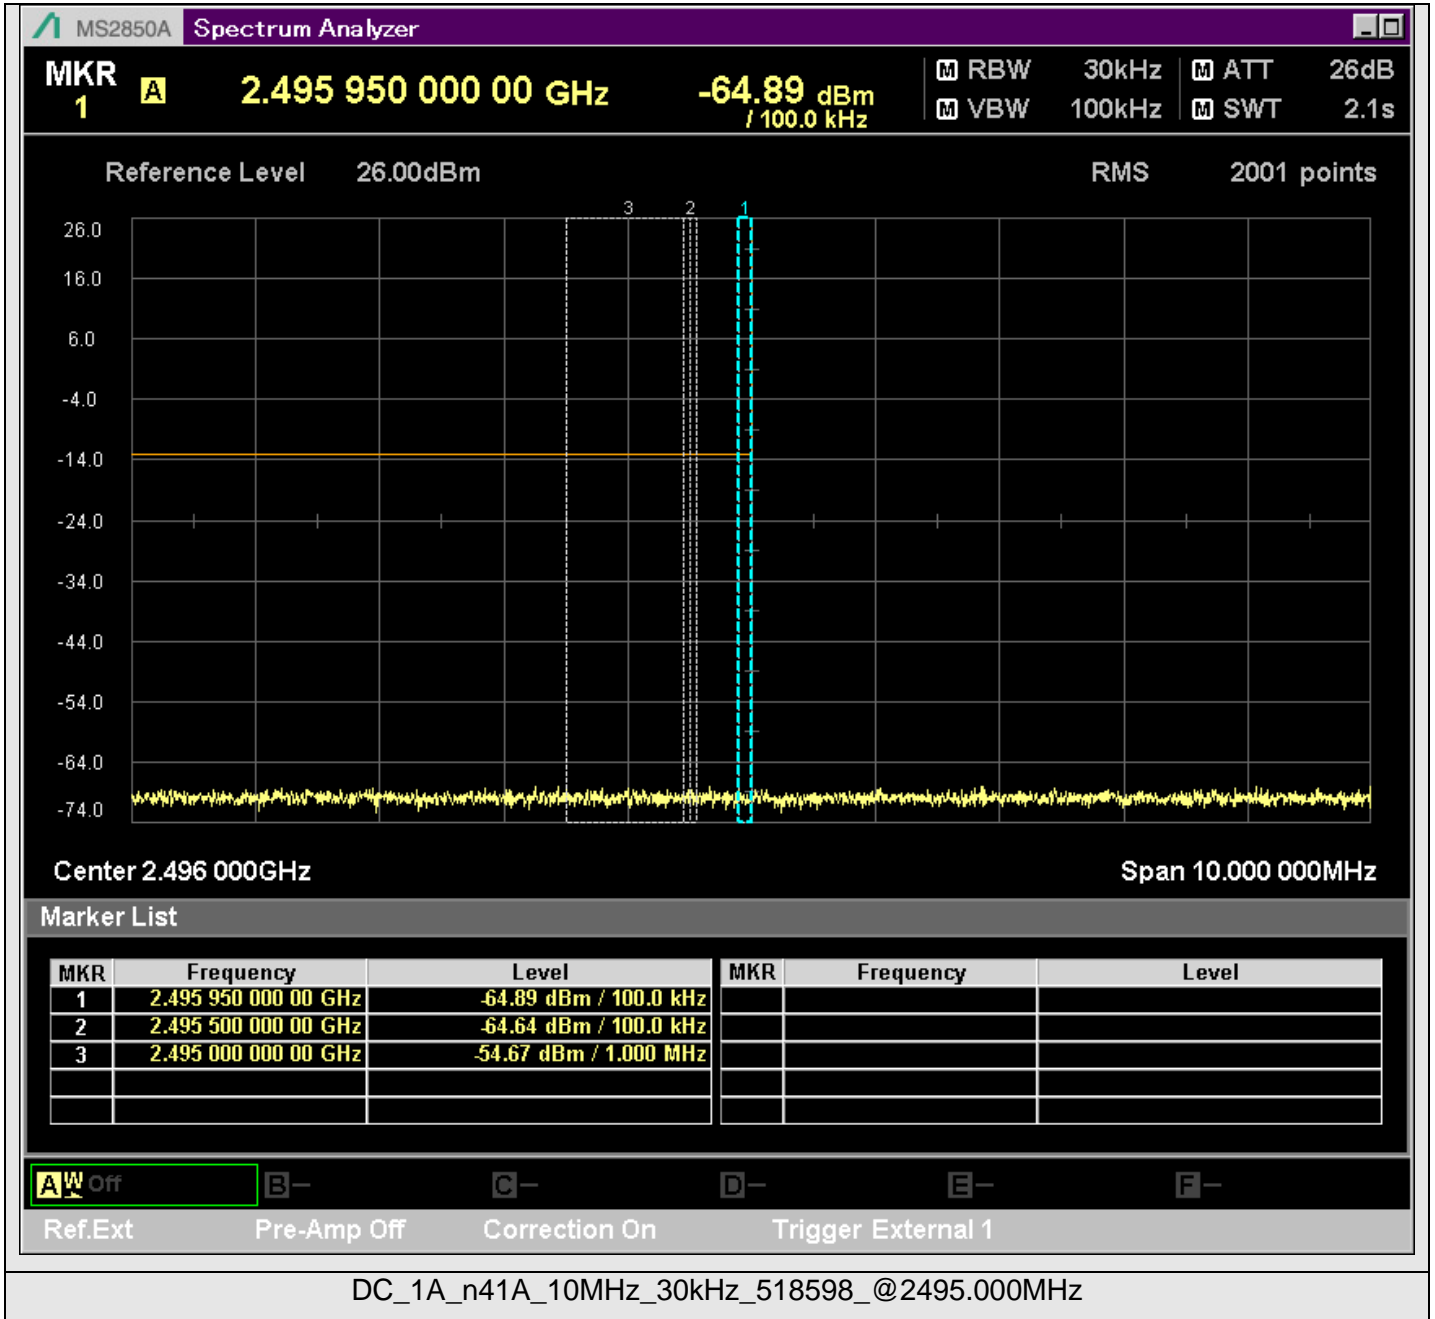 MS2850A Spectrum Analyzer
MKR 1 A 2.495 950 000 00 GHz -64.89 dBm / 100.0 kHz
M RBW 30kHz M ATT 26dB
M VBW 100kHz M SWT 2.1s
Reference Level 26.00dBm RMS 2001 points
3 2 1
26.0
16.0
6.0
-4.0
-14.0
-24.0
-34.0
-44.0
-54.0
-64.0
-74.0
Center 2.496 000GHz Span 10.000 000MHz
Marker List
MKR Frequency Level MKR Frequency Level
1 2.495 950 000 00 GHz -64.89 dBm / 100.0 kHz
2 2.495 500 000 00 GHz -64.64 dBm / 100.0 kHz
3 2.495 000 000 00 GHz -54.67 dBm / 1.000 MHz
A W Off B - C - D - E - F -
Ref.Ext Pre-Amp Off Correction On Trigger External 1
DC_1A_n41A_10MHz_30kHz_518598_@2495.000MHz